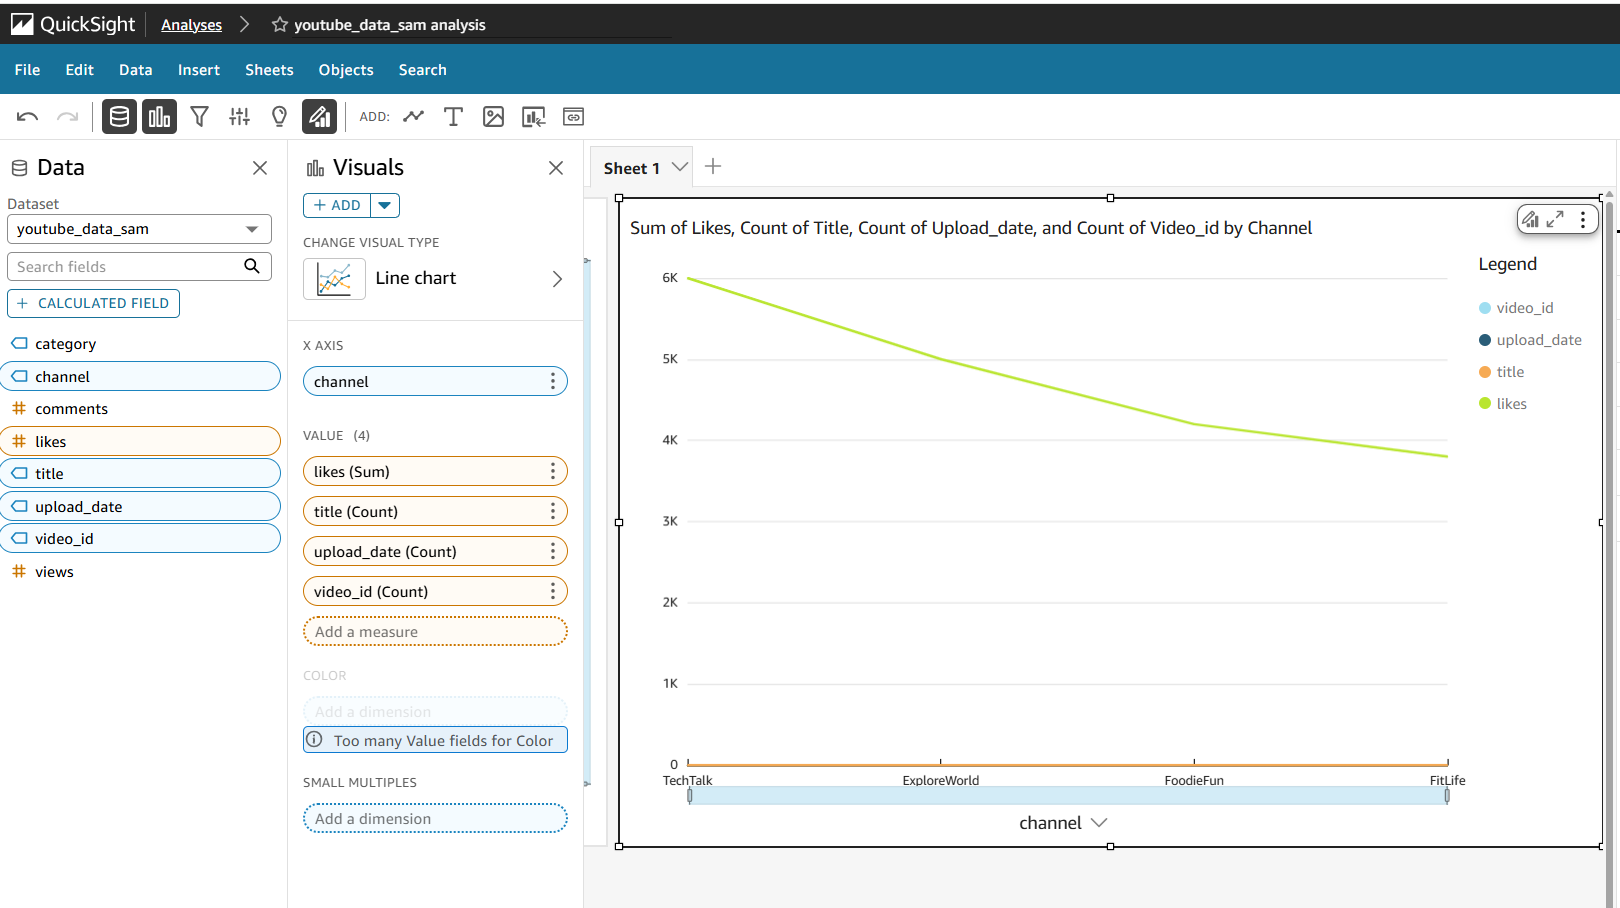 QuickSight Analyses youtube_data_sam analysis
File Edit Data Insert Sheets Objects Search
ADD:
Data
Dataset
youtube_data_sam
Search fields
+ CALCULATED FIELD
category
channel
comments
likes
title
upload_date
video_id
views
Visuals
+ ADD
CHANGE VISUAL TYPE
Line chart
X AXIS
channel
VALUE (4)
likes (Sum)
title (Count)
upload_date (Count)
video_id (Count)
Add a measure
COLOR
Add a dimension
Too many Value fields for Color
SMALL MULTIPLES
Add a dimension
Sheet 1
Sum of Likes, Count of Title, Count of Upload_date, and Count of Video_id by Channel
6K
5K
4K
3K
2K
1K
0
TechTalk ExploreWorld FoodieFun FitLife
channel
Legend
video_id
upload_date
title
likes